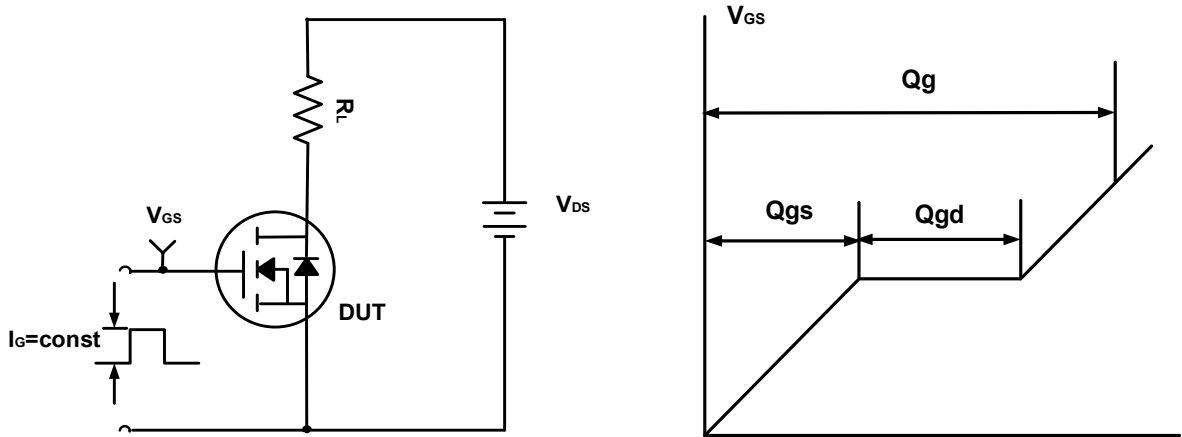 RL
VGS
VDS
DUT
IG=const
VGS
Qg
Qgs
Qgd